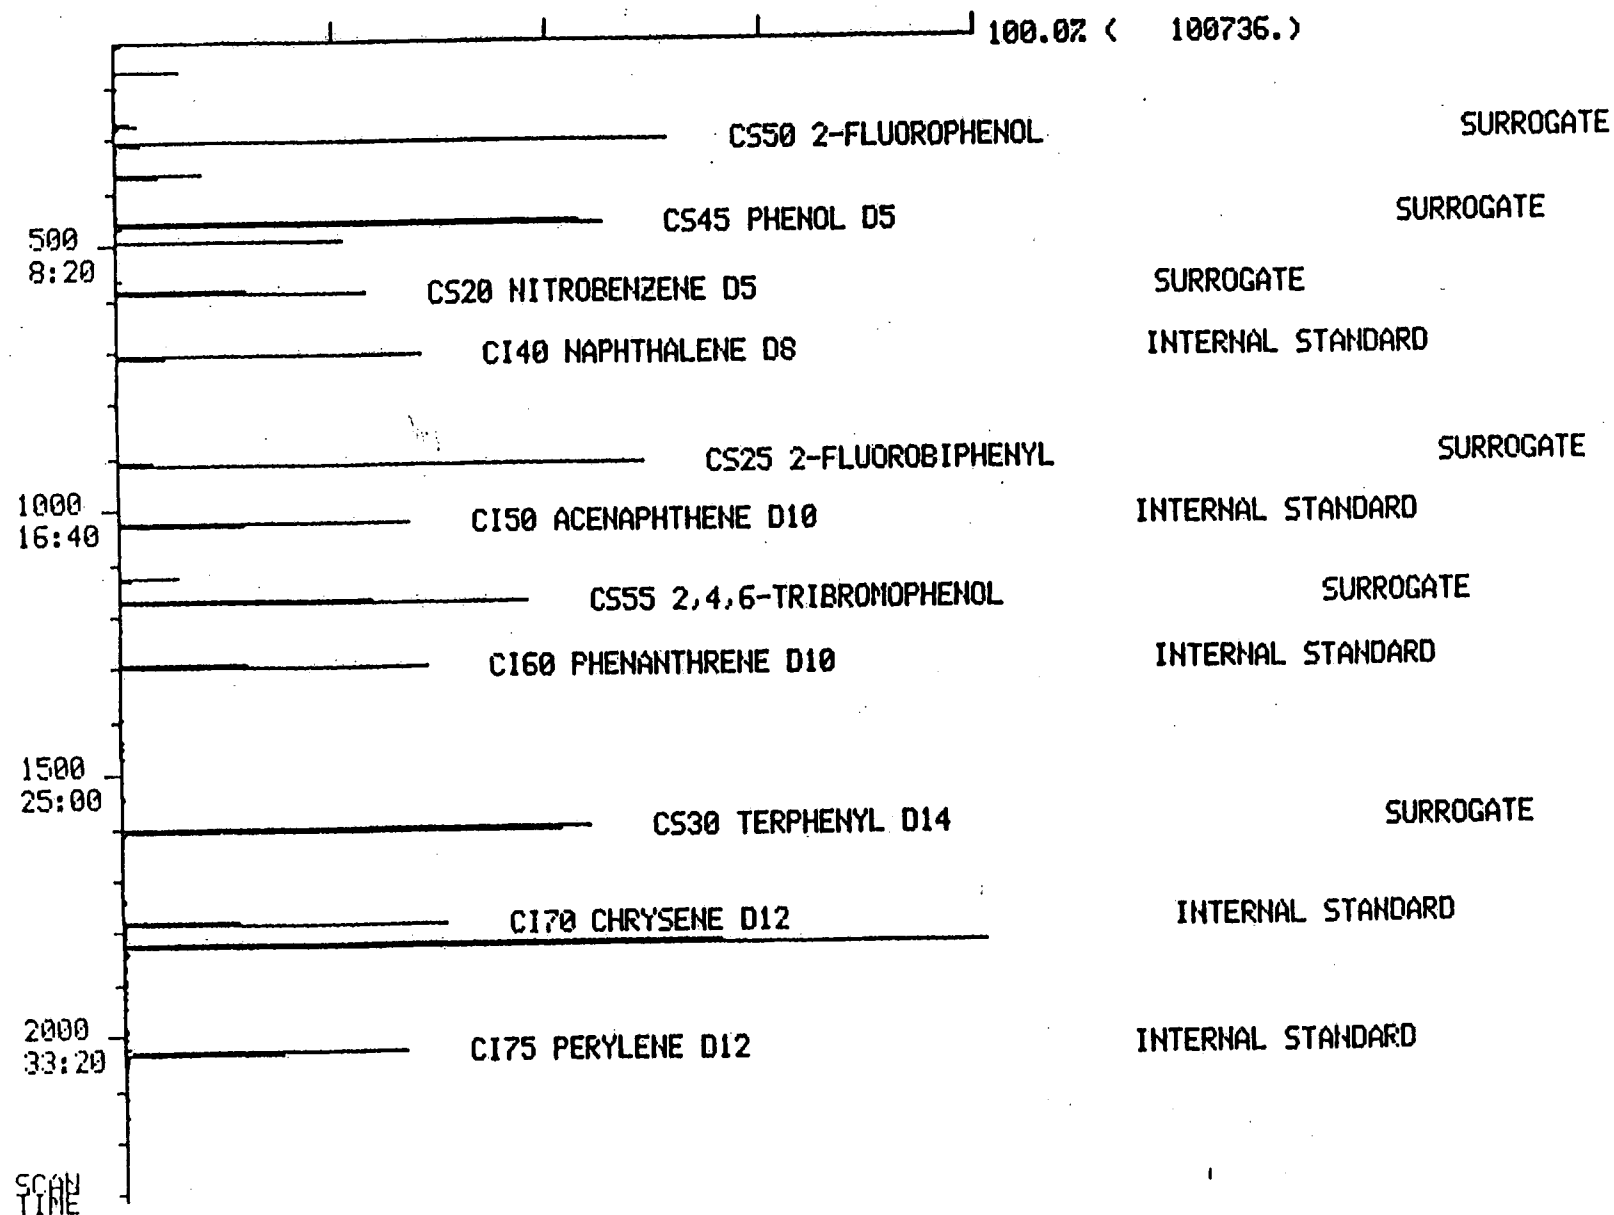 100.0% ( 100736.)
CS50 2-FLUOROPHENOL SURROGATE
CS45 PHENOL D5 SURROGATE
500
8:20
CS20 NITROBENZENE D5 SURROGATE
CI40 NAPHTHALENE D8 INTERNAL STANDARD
CS25 2-FLUOROBIPHENYL SURROGATE
1000
16:40
CI50 ACENAPHTHENE D10 INTERNAL STANDARD
CS55 2,4,6-TRIBROMOPHENOL SURROGATE
CI60 PHENANTHRENE D10 INTERNAL STANDARD
1500
25:00
CS30 TERPHENYL D14 SURROGATE
CI70 CHRYSENE D12 INTERNAL STANDARD
2000
33:20
CI75 PERYLENE D12 INTERNAL STANDARD
SCAN
TIME